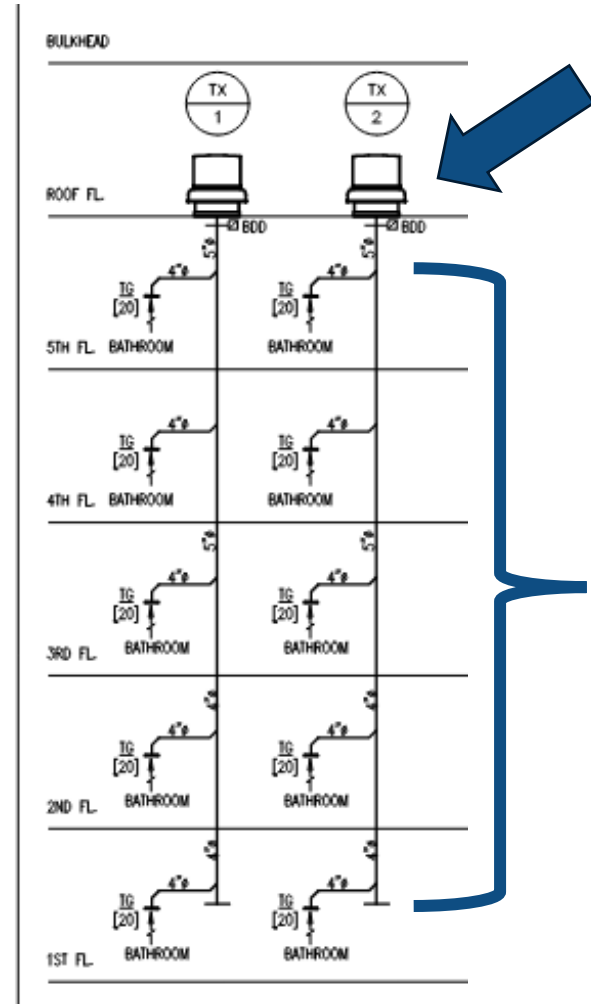 BULKHEAD
TX TX
1 2
ROOF FL.
BDD BDD
5"ø 5"ø
4"ø 4"ø
TG TG
[20] [20]
5TH FL. BATHROOM BATHROOM
4"ø 4"ø
TG TG
[20] [20]
4TH FL. BATHROOM BATHROOM
5"ø 5"ø
4"ø 4"ø
TG TG
[20] [20]
3RD FL. BATHROOM BATHROOM
4"ø 4"ø
4"ø 4"ø
TG TG
[20] [20]
2ND FL. BATHROOM BATHROOM
4"ø 4"ø
4"ø 4"ø
TG TG
[20] [20]
1ST FL. BATHROOM BATHROOM